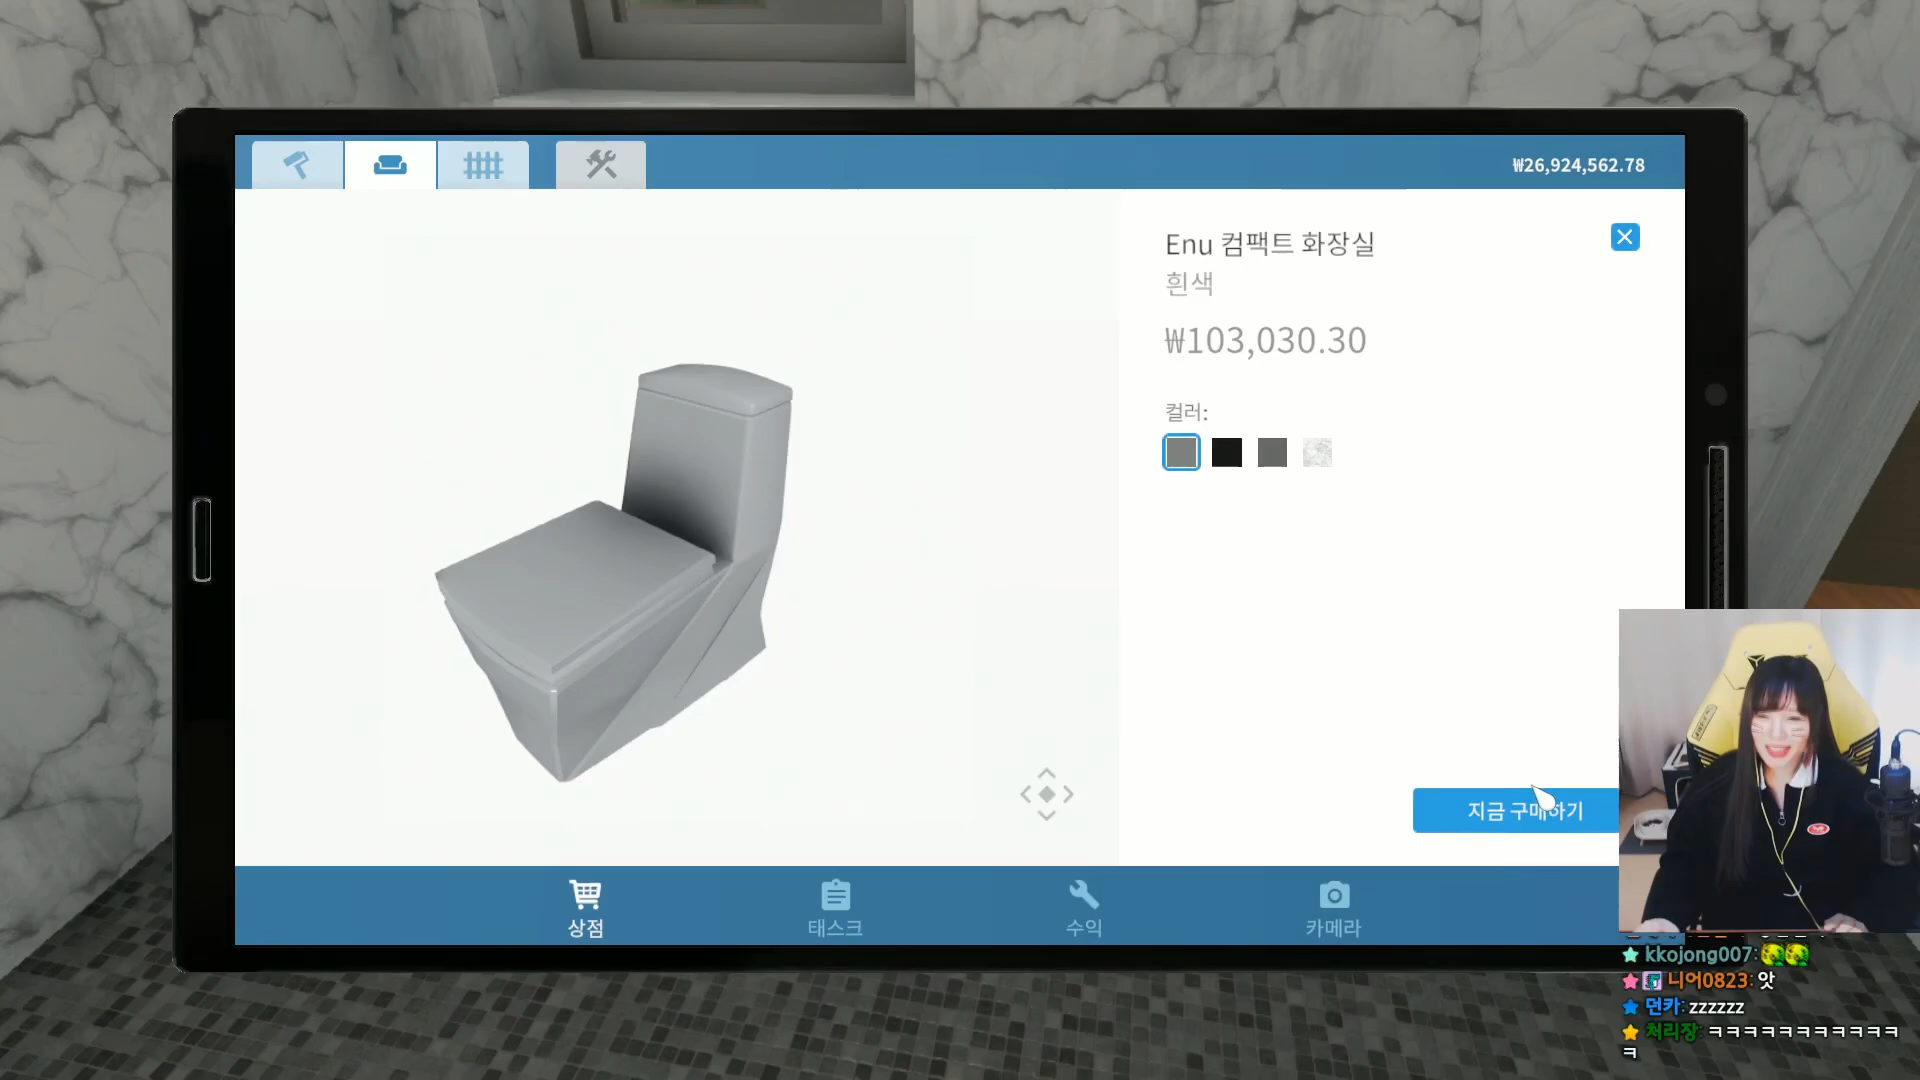 ₩26,924,562.78
Enu 컴팩트 화장실
흰색
₩103,030.30
컬러:
지금 구매하기
상점
태스크
수익
카메라
kkojong007:
니어0823: 앗
던카: zzzzzz
처리장: ㅋㅋㅋㅋㅋㅋㅋㅋㅋㅋㅋ
ㅋ